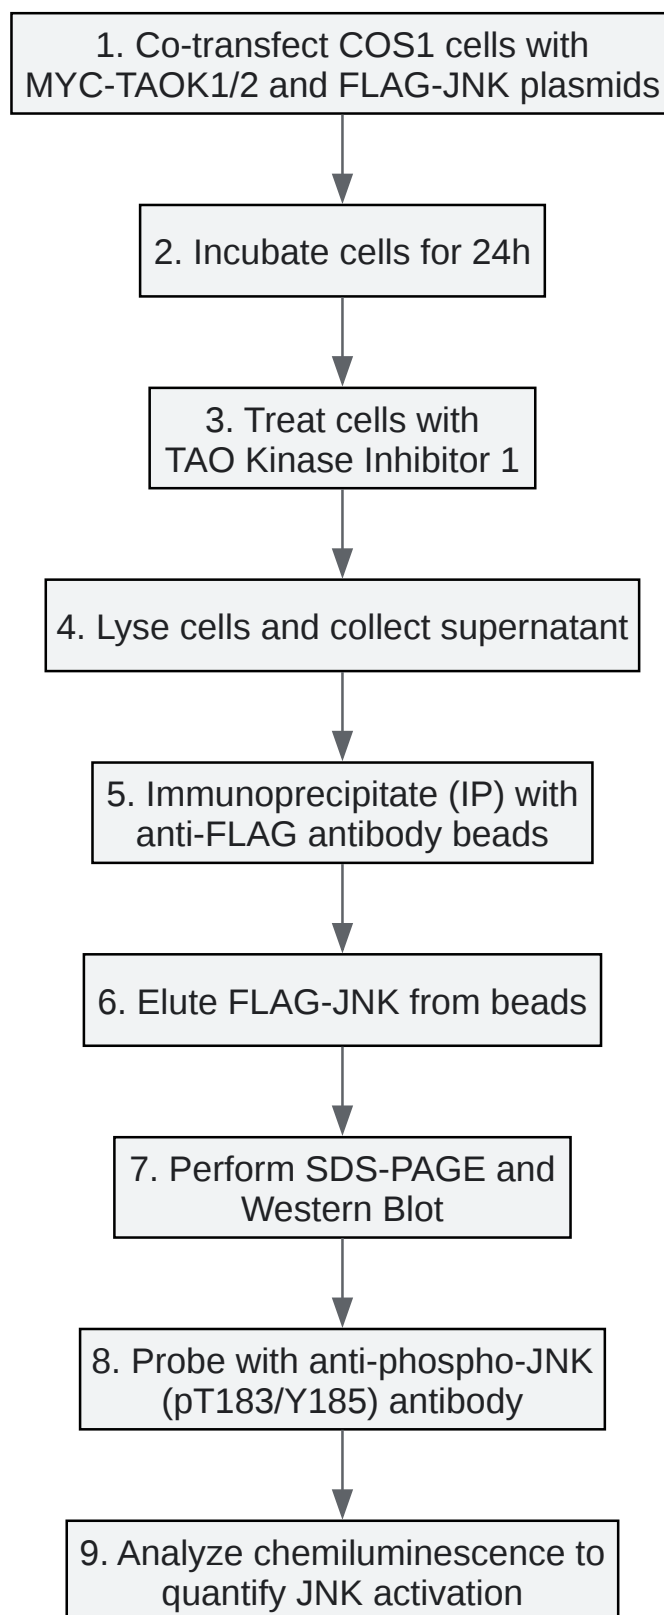 1. Co-transfect COS1 cells with
MYC-TAOK1/2 and FLAG-JNK plasmids
2. Incubate cells for 24h
3. Treat cells with
TAO Kinase Inhibitor 1
4. Lyse cells and collect supernatant
5. Immunoprecipitate (IP) with
anti-FLAG antibody beads
6. Elute FLAG-JNK from beads
7. Perform SDS-PAGE and
Western Blot
8. Probe with anti-phospho-JNK
(pT183/Y185) antibody
9. Analyze chemiluminescence to
quantify JNK activation